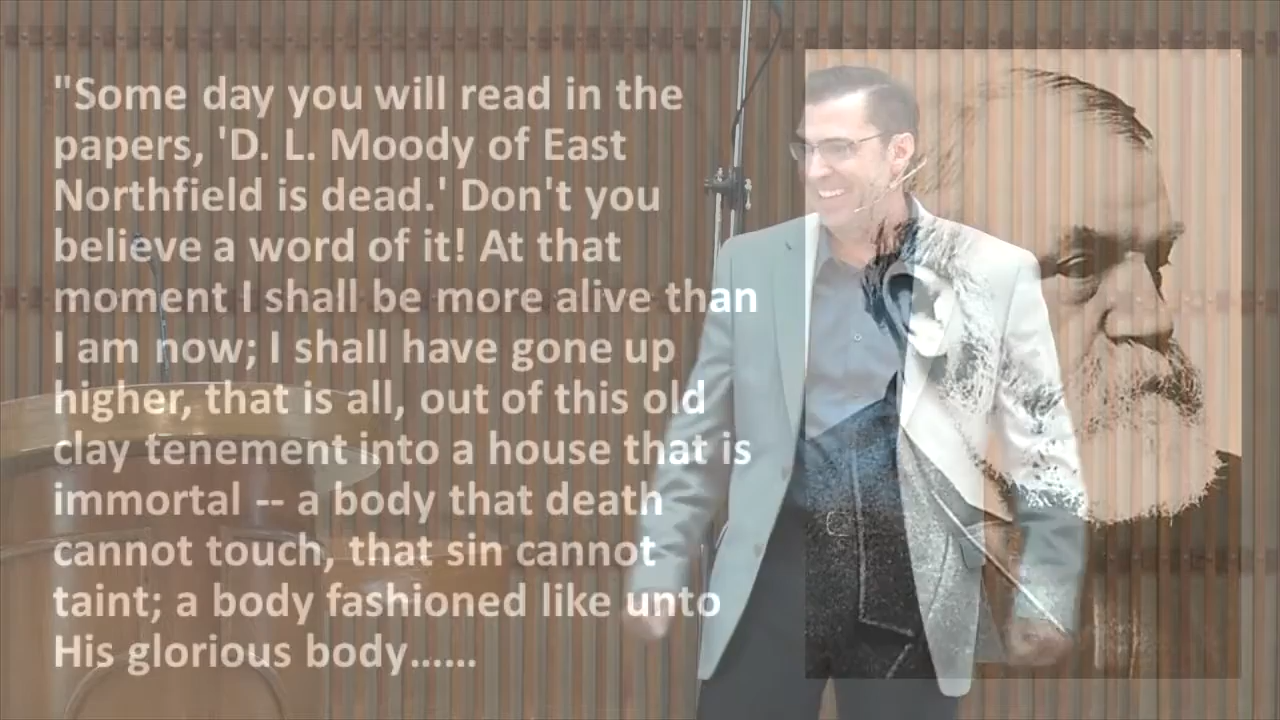 "Some day you will read in the
papers, 'D. L. Moody of East
Northfield is dead.' Don't you
believe a word of it! At that
moment I shall be more alive than
I am now; I shall have gone up
higher, that is all, out of this old
clay tenement into a house that is
immortal -- a body that death
cannot touch, that sin cannot
taint; a body fashioned like unto
His glorious body......